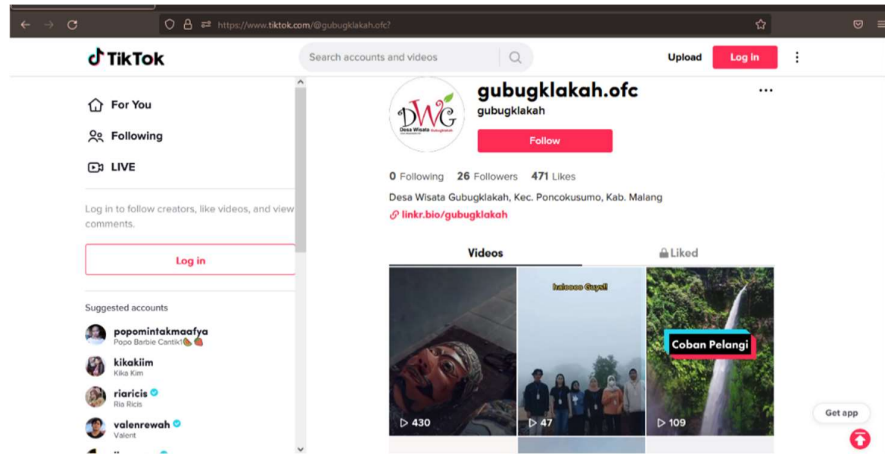 https://www.tiktok.com/@gubugklakah.ofc?
TikTok
Search accounts and videos
Upload
Log in
For You
Following
LIVE
Log in to follow creators, like videos, and view
comments.
Log in
Suggested accounts
popomintakmaafya
Popo Barbie Cantik1
kikakiim
Kika Kim
riaricis
Ria Ricis
valenrewah
Valent
DWG
Desa Wisata Gubugklakah
gubugklakah.ofc
gubugklakah
Follow
0 Following 26 Followers 471 Likes
Desa Wisata Gubugklakah, Kec. Poncokusumo, Kab. Malang
linkr.bio/gubugklakah
Videos
Liked
430
haloooo Guys!!
47
Coban Pelangi
109
Get app